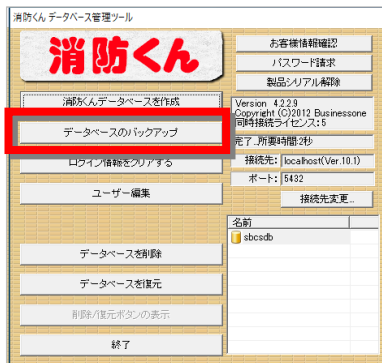 消防くん データベース管理ツール
消防くん
お客様情報確認
パスワード請求
製品シリアル解除
消防くんデータベースを作成
Version 4.2.2.9
Copyright (C)2012 Businessone
同時接続ライセンス:5
データベースのバックアップ
完了..所要時間:2秒
ログイン情報をクリアする
接続先: localhost(Ver.10.1)
ポート: 5432
ユーザー編集
接続先変更...
名前
sbcsdb
データベースを削除
データベースを復元
削除/復元ボタンの表示
終了